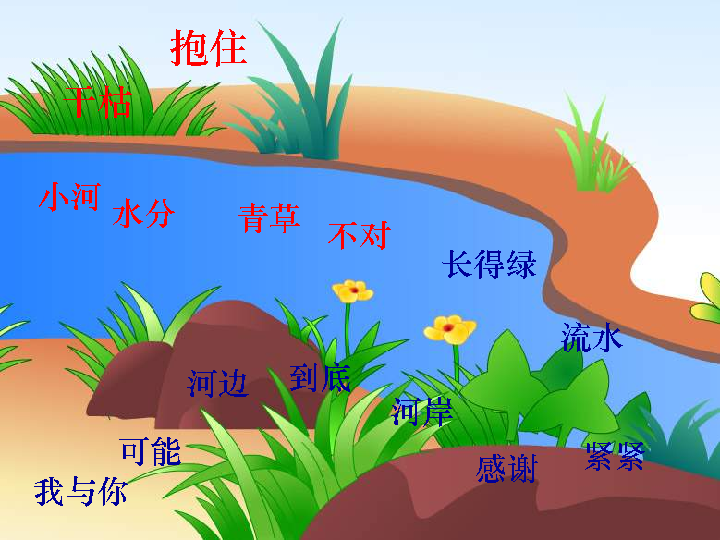 抱住
干枯
小河
水分
青草
不对
长得绿
流水
河边
到底
河岸
可能
感谢
紧紧
我与你